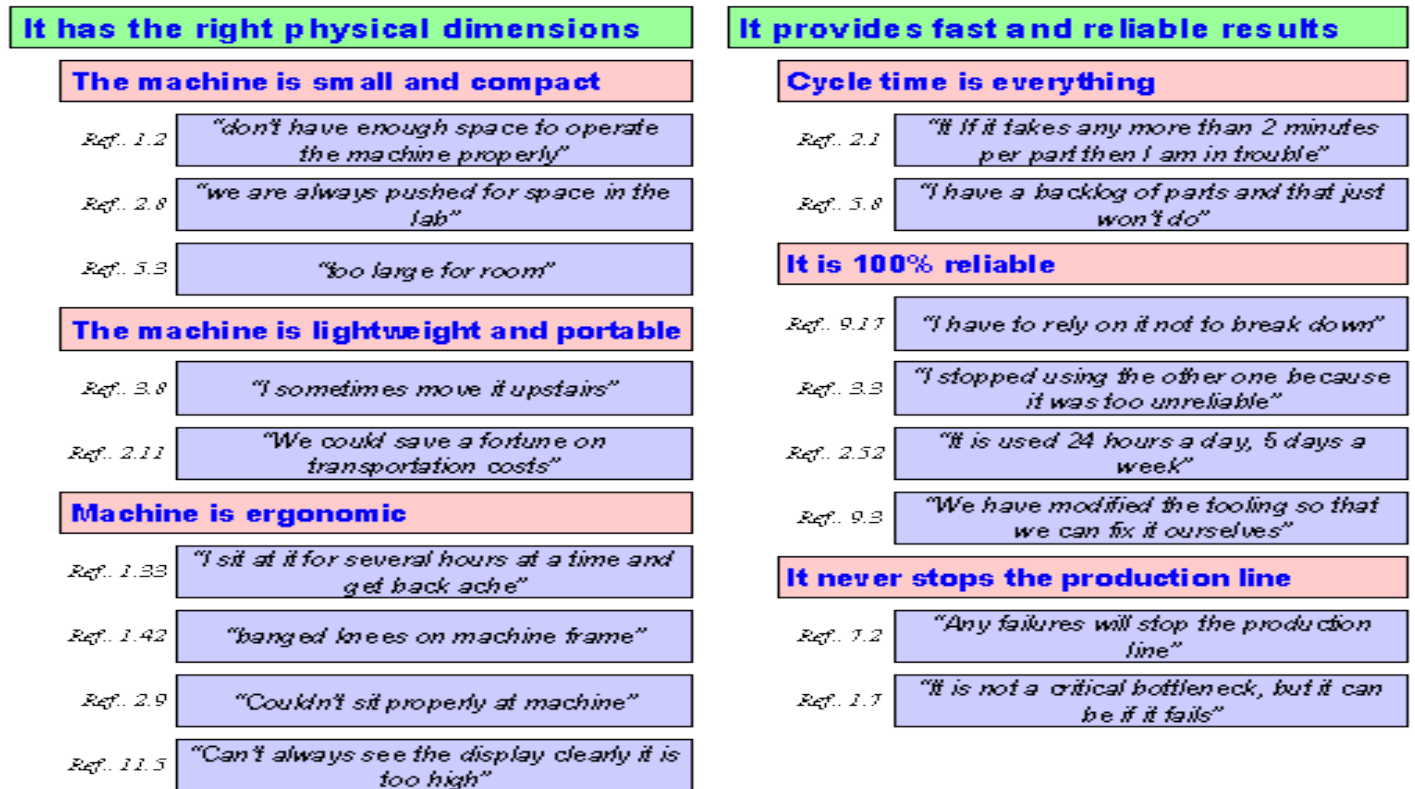 It has the right physical dimensions
The machine is small and compact
Ref.. 1.2
“don't have enough space to operate
the machine properly”
Ref.. 2.8
“we are always pushed for space in the
lab”
Ref.. 5.3
“too large for room”
The machine is lightweight and portable
Ref.. 3.8
“I sometimes move it upstairs”
Ref.. 2.11
“We could save a fortune on
transportation costs”
Machine is ergonomic
Ref.. 1.33
“I sit at it for several hours at a time and
get back ache”
Ref.. 1.42
“banged knees on machine frame”
Ref.. 2.9
“Couldn't sit properly at machine”
Ref.. 11.5
“Can't always see the display clearly it is
too high”
It provides fast and reliable results
Cycle time is everything
Ref.. 2.1
“It If it takes any more than 2 minutes
per part then I am in trouble”
Ref.. 5.8
“I have a backlog of parts and that just
won't do”
It is 100% reliable
Ref.. 9.17
“I have to rely on it not to break down”
Ref.. 3.3
“I stopped using the other one because
it was too unreliable”
Ref.. 2.52
“It is used 24 hours a day, 5 days a
week”
Ref.. 9.3
“We have modified the tooling so that
we can fix it ourselves”
It never stops the production line
Ref.. 7.2
“Any failures will stop the production
line”
Ref.. 1.7
“It is not a critical bottleneck, but it can
be if it fails”